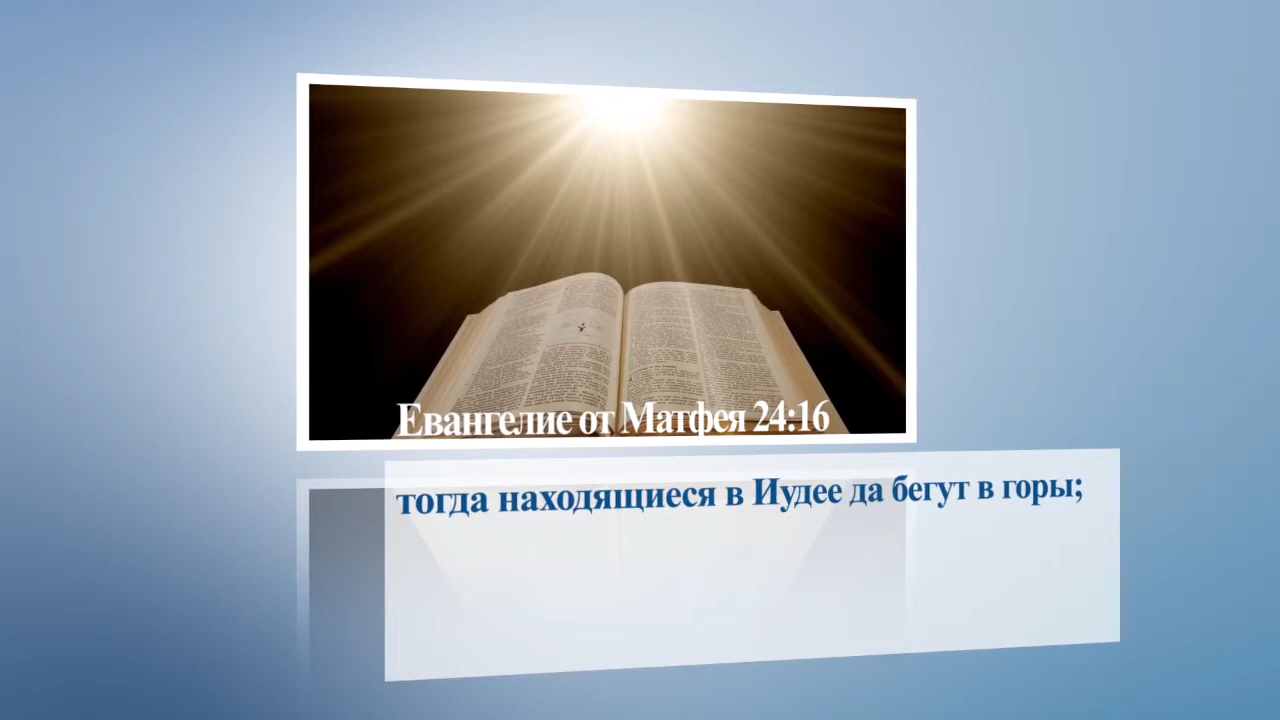 Евангелие от Матфея 24:16
тогда находящиеся в Иудее да бегут в горы;